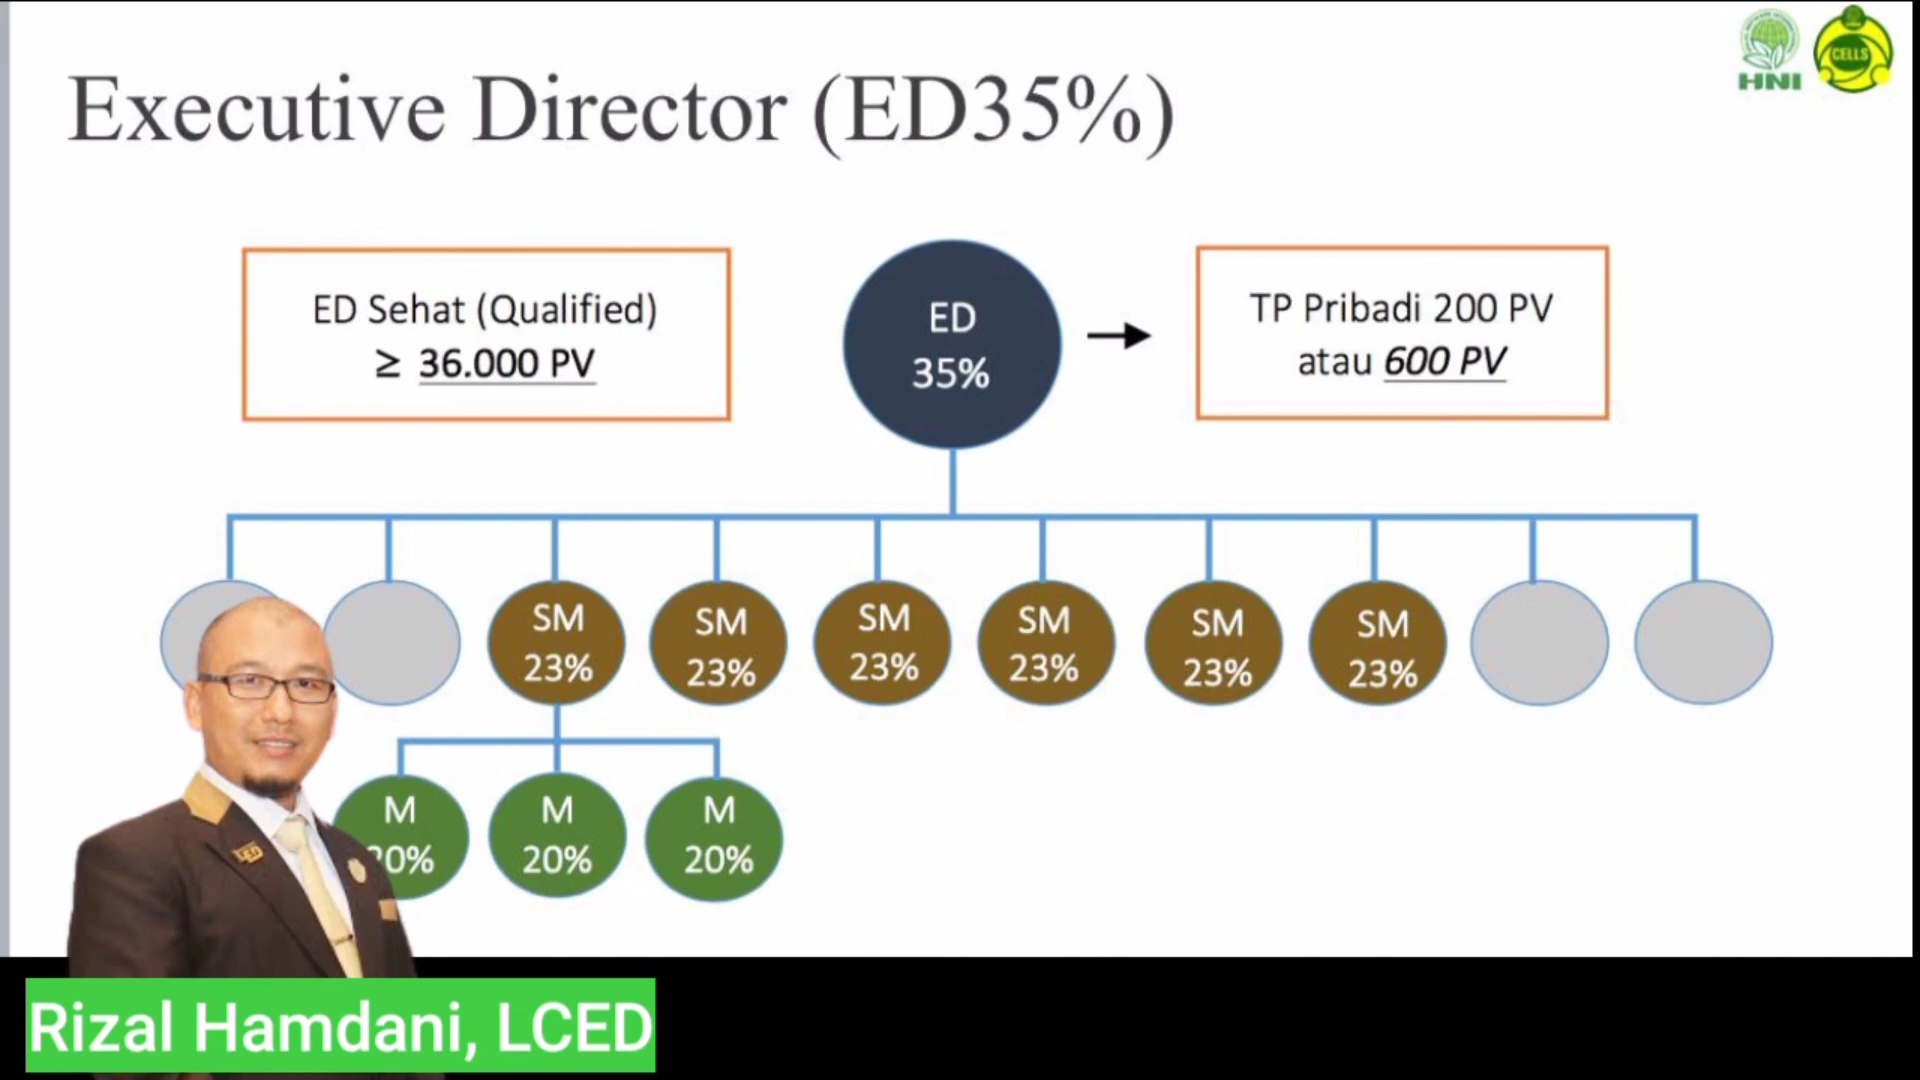 HNI
CELLS
Executive Director (ED35%)
ED Sehat (Qualified)
≥ 36.000 PV
ED
35%
TP Pribadi 200 PV
atau 600 PV
SM
23%
SM
23%
SM
23%
SM
23%
SM
23%
SM
23%
M
20%
M
20%
M
20%
LED
Rizal Hamdani, LCED